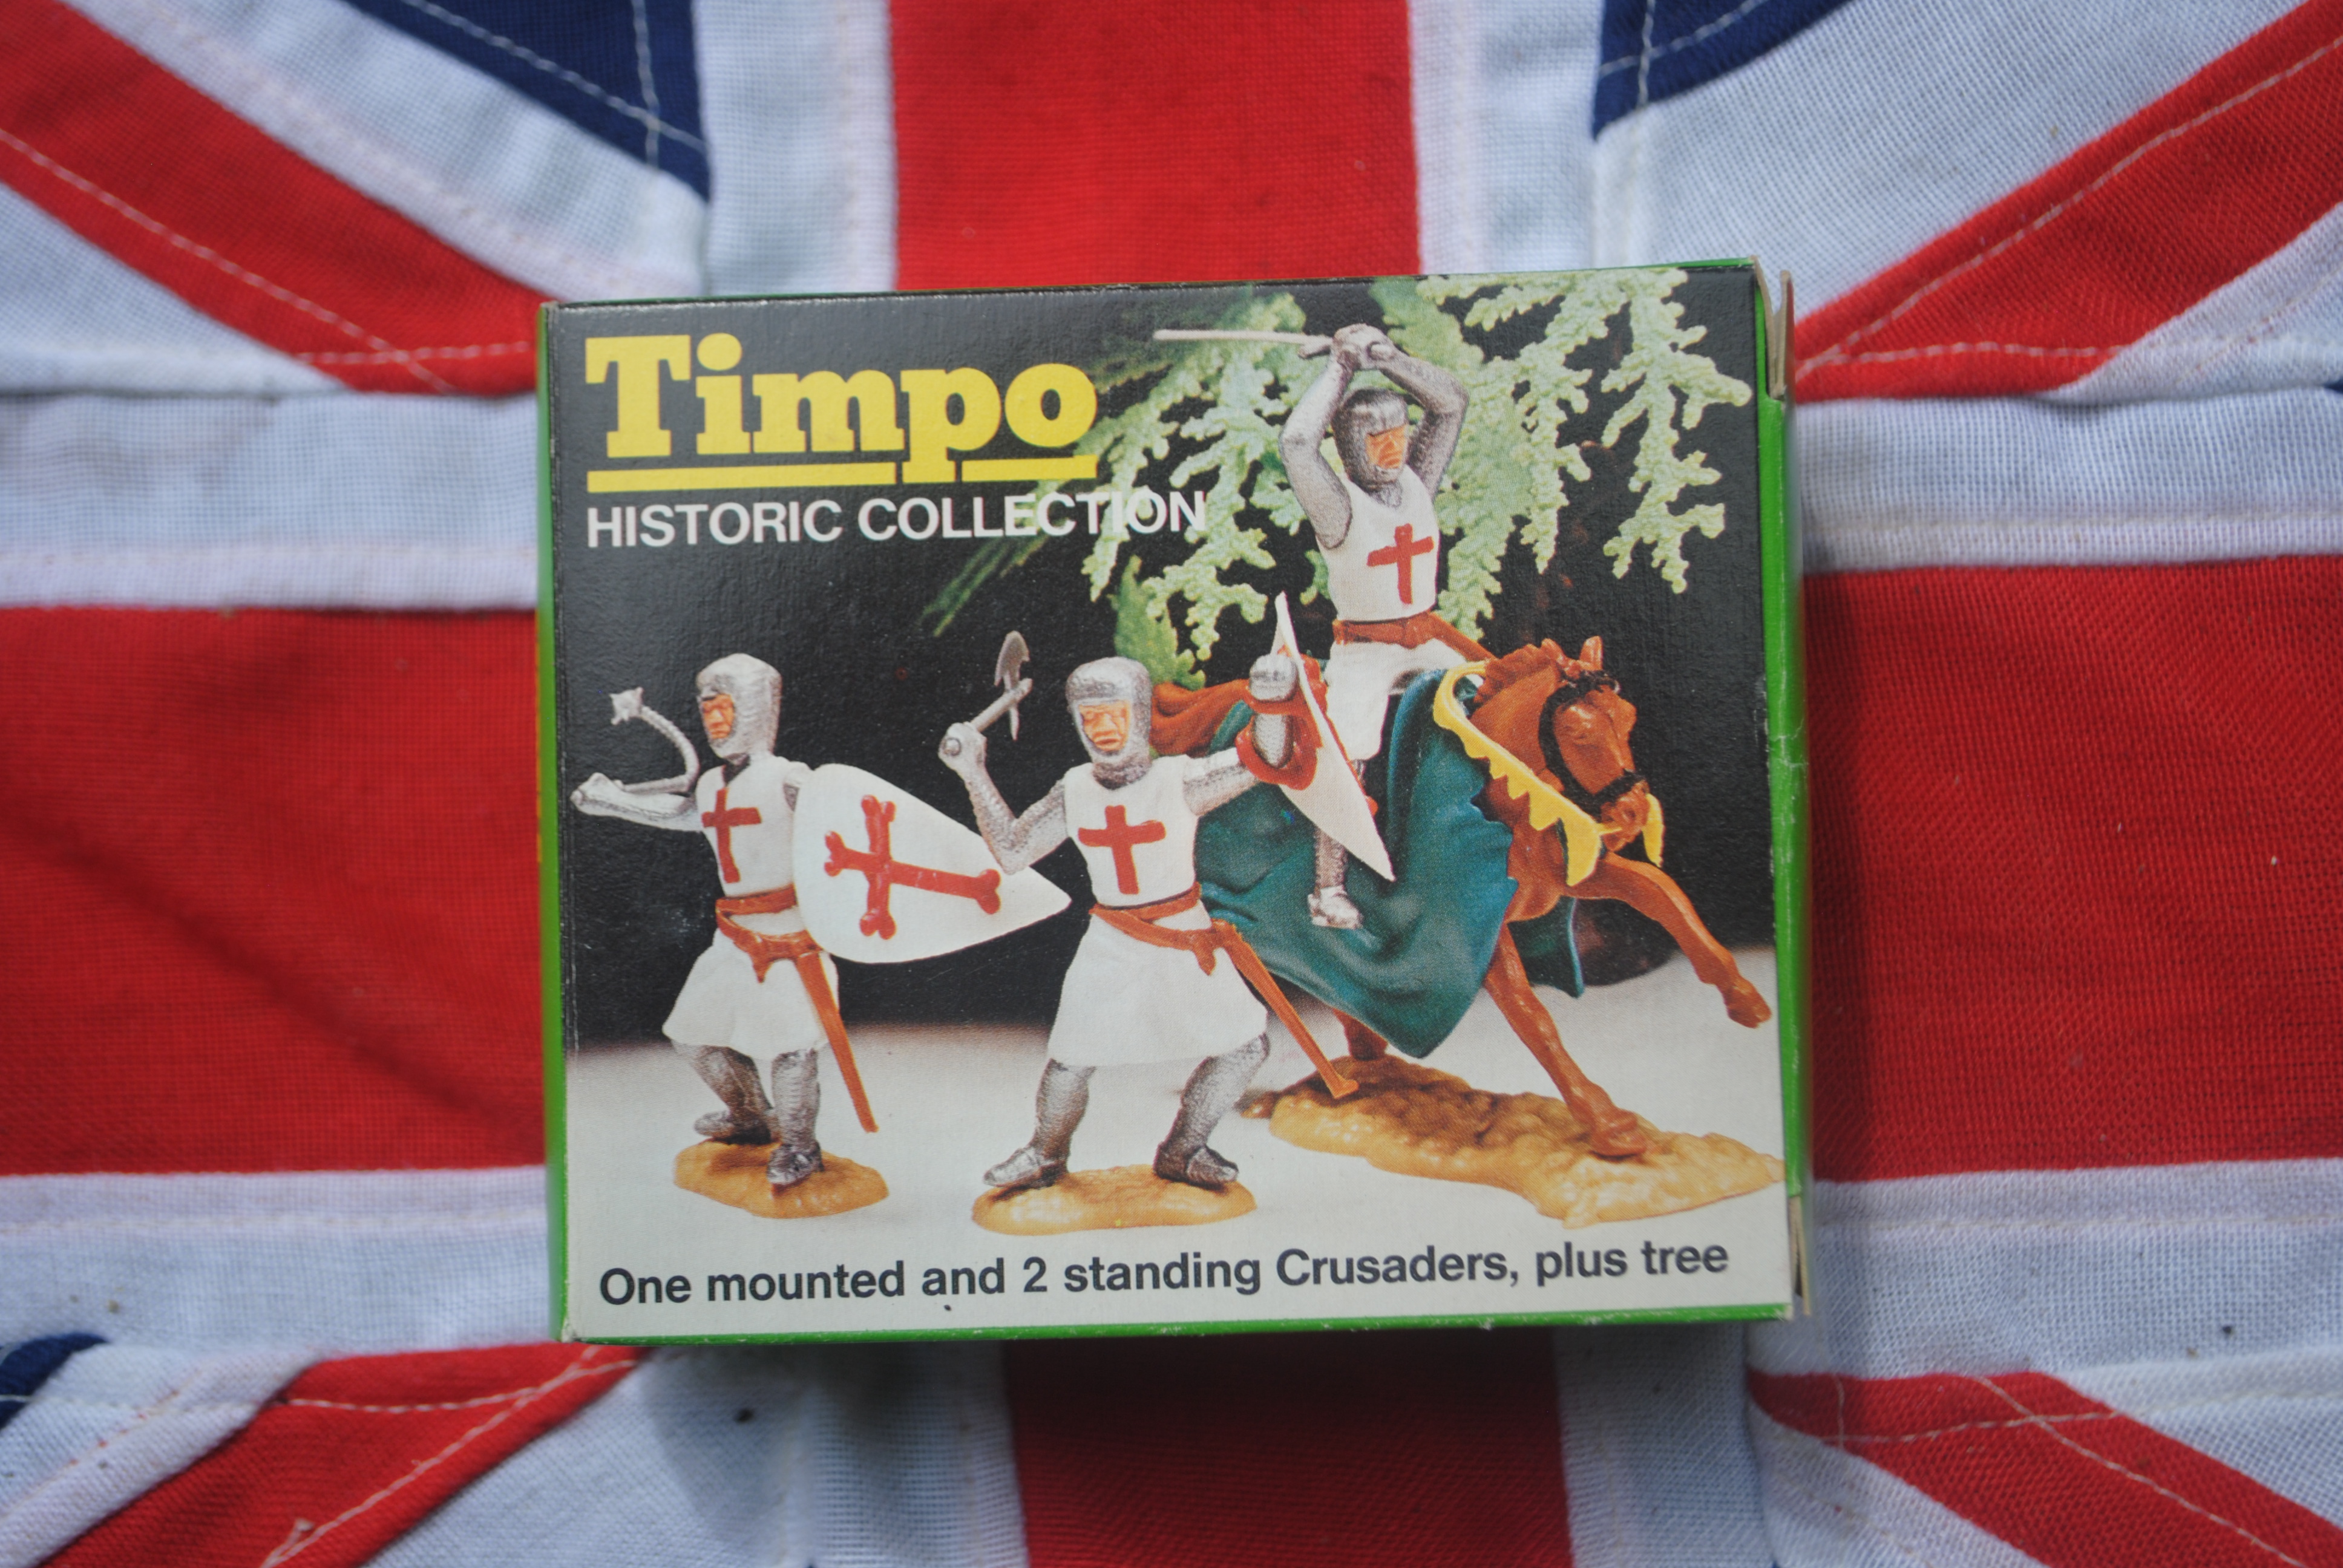 Timpo
HISTORIC COLLECTION
One mounted and 2 standing Crusaders, plus tree